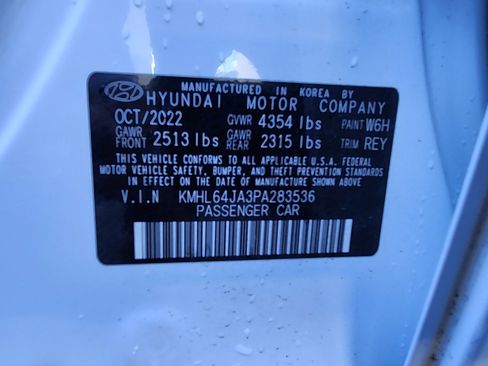 MANUFACTURED IN KOREA BY
HYUNDAI MOTOR COMPANY
OCT/2022 GVWR 4354 lbs PAINT W6H
GAWR FRONT 2513 lbs GAWR REAR 2315 lbs TRIM REY
THIS VEHICLE CONFORMS TO ALL APPLICABLE U.S.A. FEDERAL
MOTOR VEHICLE SAFETY, BUMPER, AND THEFT PREVENTION STANDARDS
IN EFFECT ON THE DATE OF MANUFACTURE SHOWN ABOVE.
V.I.N KMHL64JA3PA283536
PASSENGER CAR